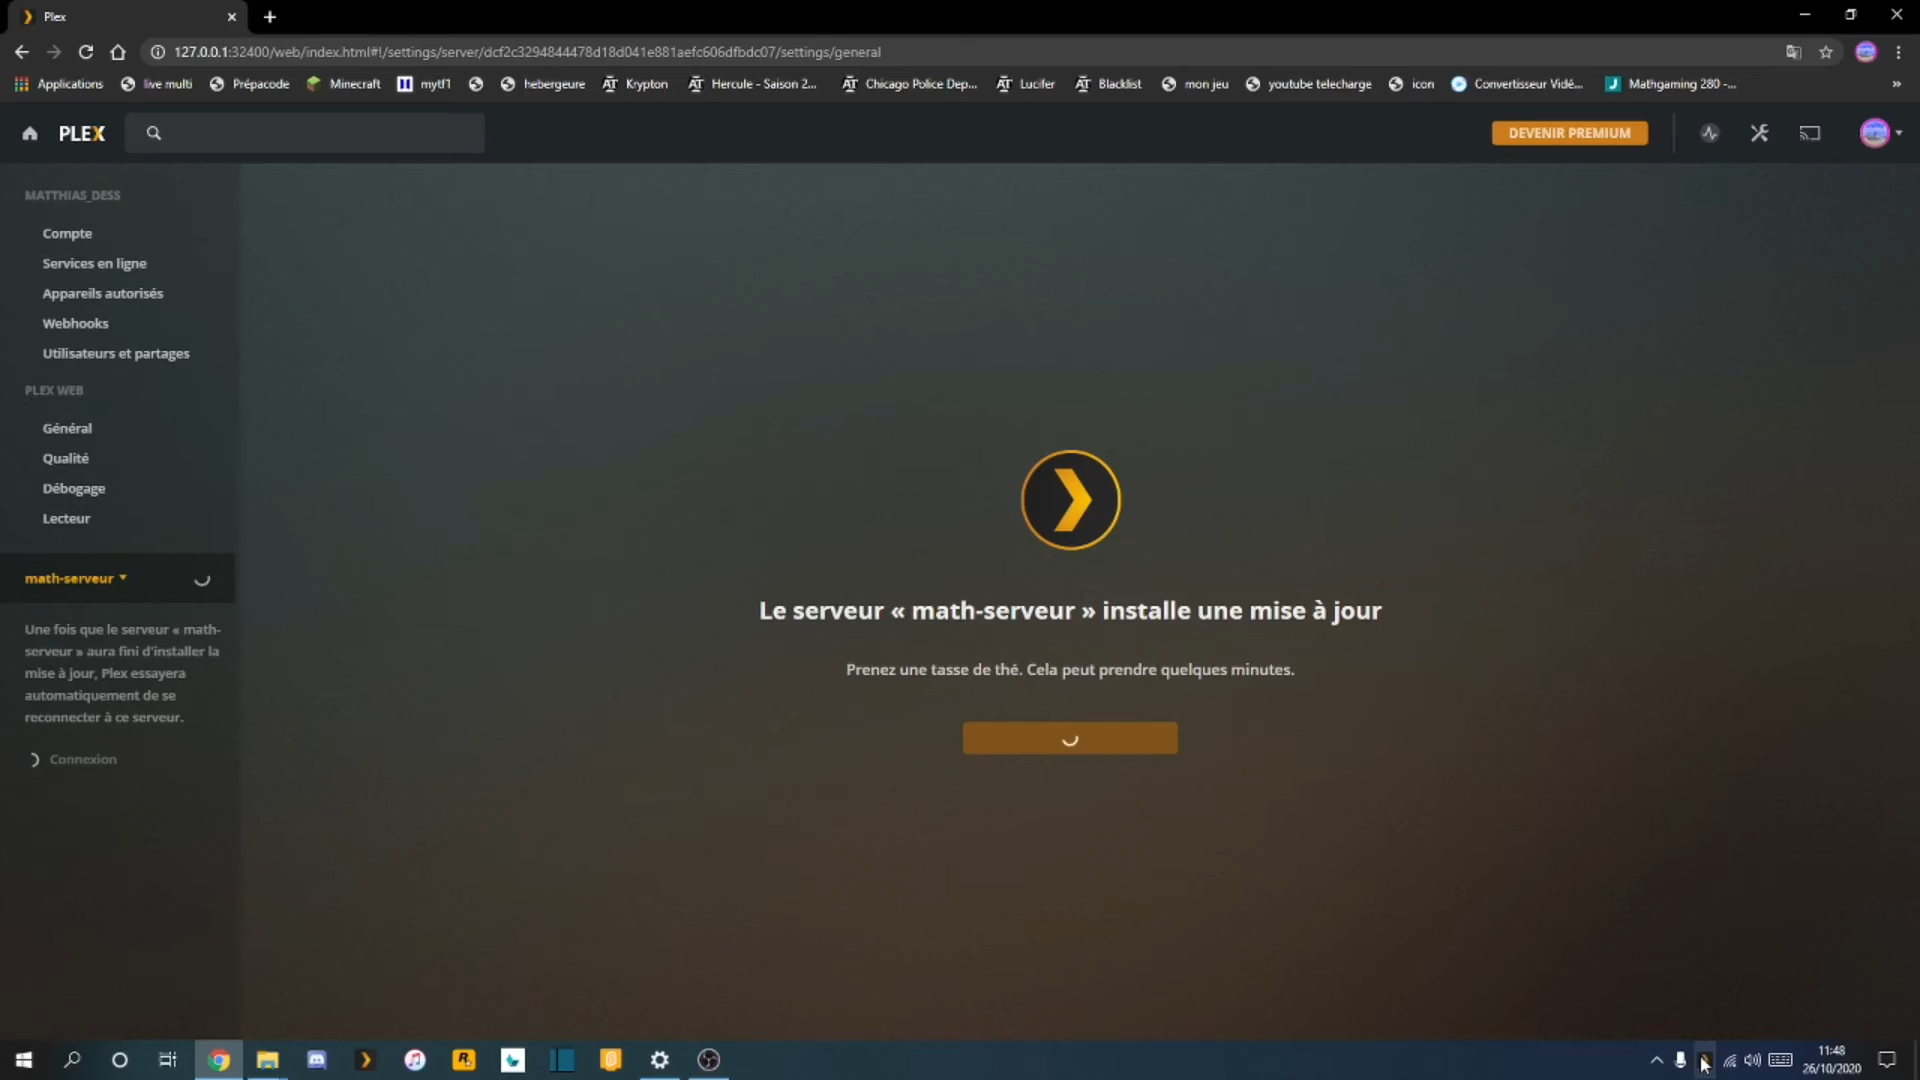 Plex
127.0.0.1:32400/web/index.html#!/settings/server/dcf2c3294844478d18d041e881aefc606dfbdc07/settings/general
Applications live multi Prépacode Minecraft mytf1 hebergeure Krypton Hercule - Saison 2... Chicago Police Dep... Lucifer Blacklist mon jeu youtube telecharge icon Convertisseur Vidé... Mathgaming 280 -...
PLEX
DEVENIR PREMIUM
MATTHIAS_DESS
Compte
Services en ligne
Appareils autorisés
Webhooks
Utilisateurs et partages
PLEX WEB
Général
Qualité
Débogage
Lecteur
math-serveur
Une fois que le serveur « math-
serveur » aura fini d'installer la
mise à jour, Plex essayera
automatiquement de se
reconnecter à ce serveur.
Connexion
Le serveur « math-serveur » installe une mise à jour
Prenez une tasse de thé. Cela peut prendre quelques minutes.
11:48
26/10/2020